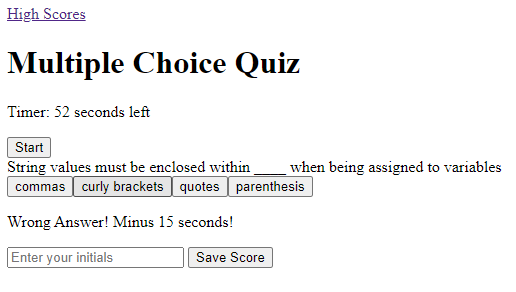 High Scores
Multiple Choice Quiz
Timer: 52 seconds left
Start
String values must be enclosed within ____ when being assigned to variables
commas curly brackets quotes parenthesis
Wrong Answer! Minus 15 seconds!
Enter your initials Save Score